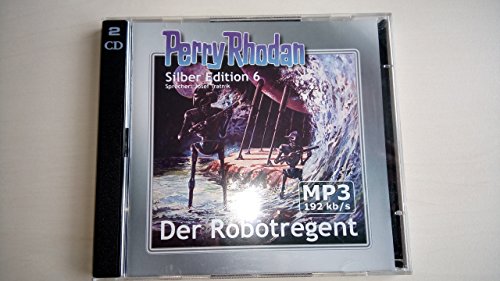 2
CD
Perry Rhodan
Silber Edition 6
Sprecher: Josef Tratnik
MP3
192 kb/s
Der Robotregent